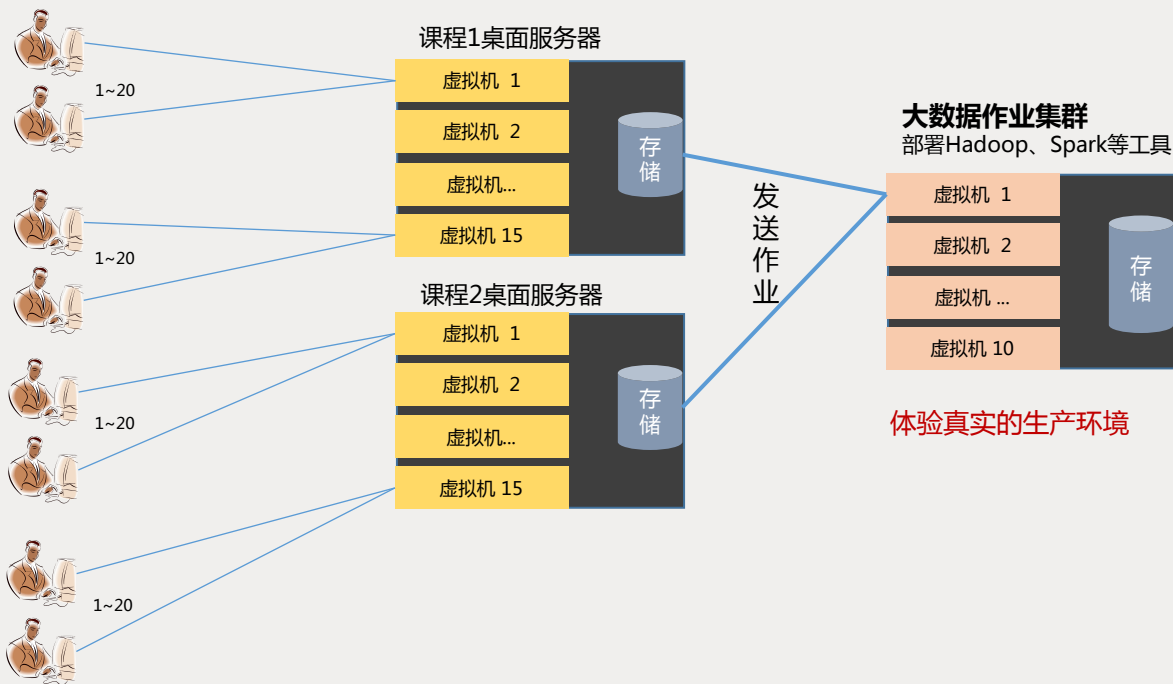 课程1桌面服务器
1~20
虚拟机 1
虚拟机 2
虚拟机...
虚拟机 15
存储
1~20
课程2桌面服务器
1~20
虚拟机 1
虚拟机 2
虚拟机...
虚拟机 15
存储
1~20
发送作业
大数据作业集群
部署Hadoop、Spark等工具
虚拟机 1
虚拟机 2
虚拟机 ...
虚拟机 10
存储
体验真实的生产环境